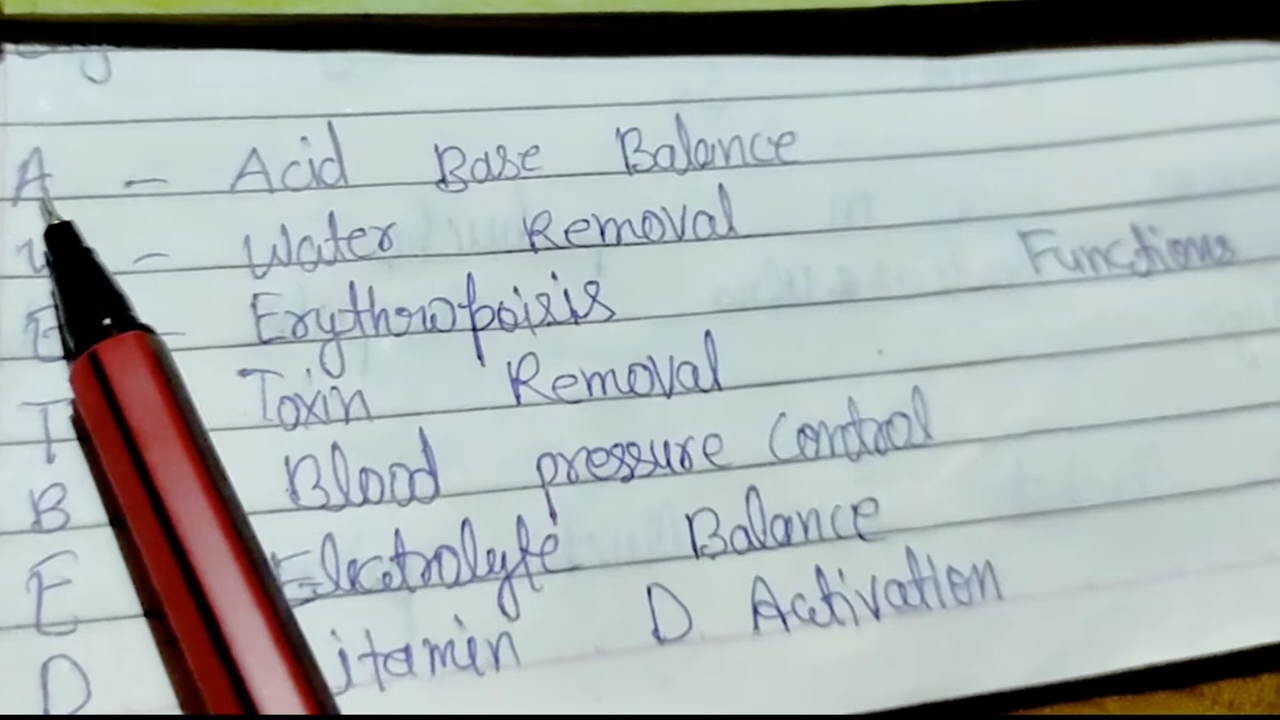 A - Acid Base Balance
- Water Removal
E - Erythropoisis
Functions
T Toxin Removal
B Blood pressure Control
E Electrolyte Balance
D itamin D Activation